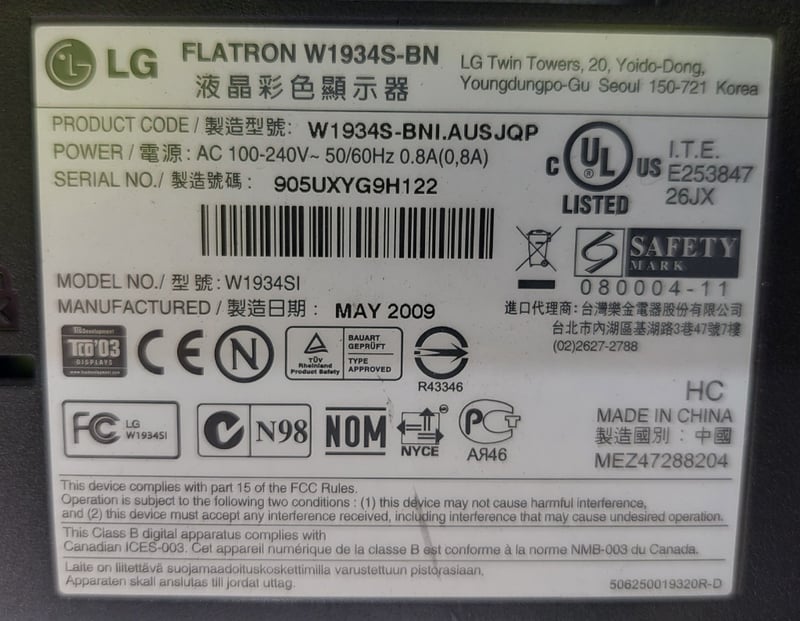 LG FLATRON W1934S-BN
液晶彩色顯示器
LG Twin Towers, 20, Yoido-Dong,
Youngdungpo-Gu Seoul 150-721 Korea
PRODUCT CODE / 製造型號: W1934S-BNI.AUSJQP
POWER / 電源: AC 100-240V~ 50/60Hz 0.8A(0,8A)
SERIAL NO./ 製造號碼: 905UXYG9H122
C UL ® US
LISTED
I.T.E.
E253847
26JX
SAFETY
MARK
080004-11
MODEL NO./ 型號: W1934SI
MANUFACTURED / 製造日期: MAY 2009
進口代理商: 台灣樂金電器股份有限公司
台北市內湖區基湖路3巷47號7樓
(02)2627-2788
TCO Development
TCO'03
DISPLAYS
www.tcodevelopment.com
CE
N
TÜV
Rheinland
Product Safety
BAUART
GEPRÜFT
TYPE
APPROVED
R43346
FC LG
W1934SI
N98
NOM
NYCE
PCT
АЯ46
HC
MADE IN CHINA
製造國別: 中國
MEZ47288204
This device complies with part 15 of the FCC Rules.
Operation is subject to the following two conditions : (1) this device may not cause harmful interference,
and (2) this device must accept any interference received, including interference that may cause undesired operation.
This Class B digital apparatus complies with
Canadian ICES-003. Cet appareil numérique de la classe B est conforme à la norme NMB-003 du Canada.
Laite on liitettävä suojamaadoituskoskettimilla varustettuun pistorasiaan,
Apparaten skall anslutas till jordat uttag.
506250019320R-D